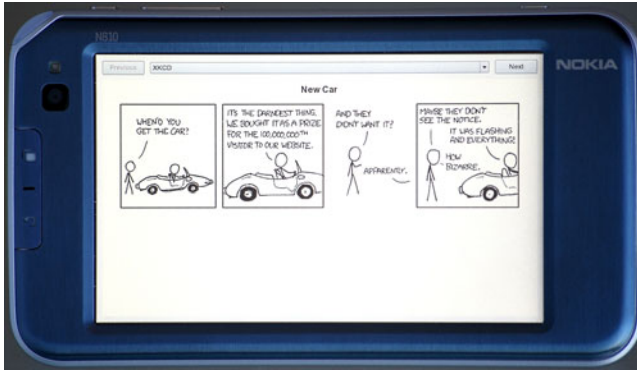 N810
NOKIA
Previous
XKCD
Next
New Car
WHEN'D YOU
GET THE CAR?
IT'S THE DARNDEST THING.
WE BOUGHT IT AS A PRIZE
FOR THE 100,000,000TH
VISITOR TO OUR WEBSITE.
AND THEY
DIDN'T WANT IT?
APPARENTLY.
MAYBE THEY DIDN'T
SEE THE NOTICE.
IT WAS FLASHING
AND EVERYTHING!
HOW
BIZARRE.